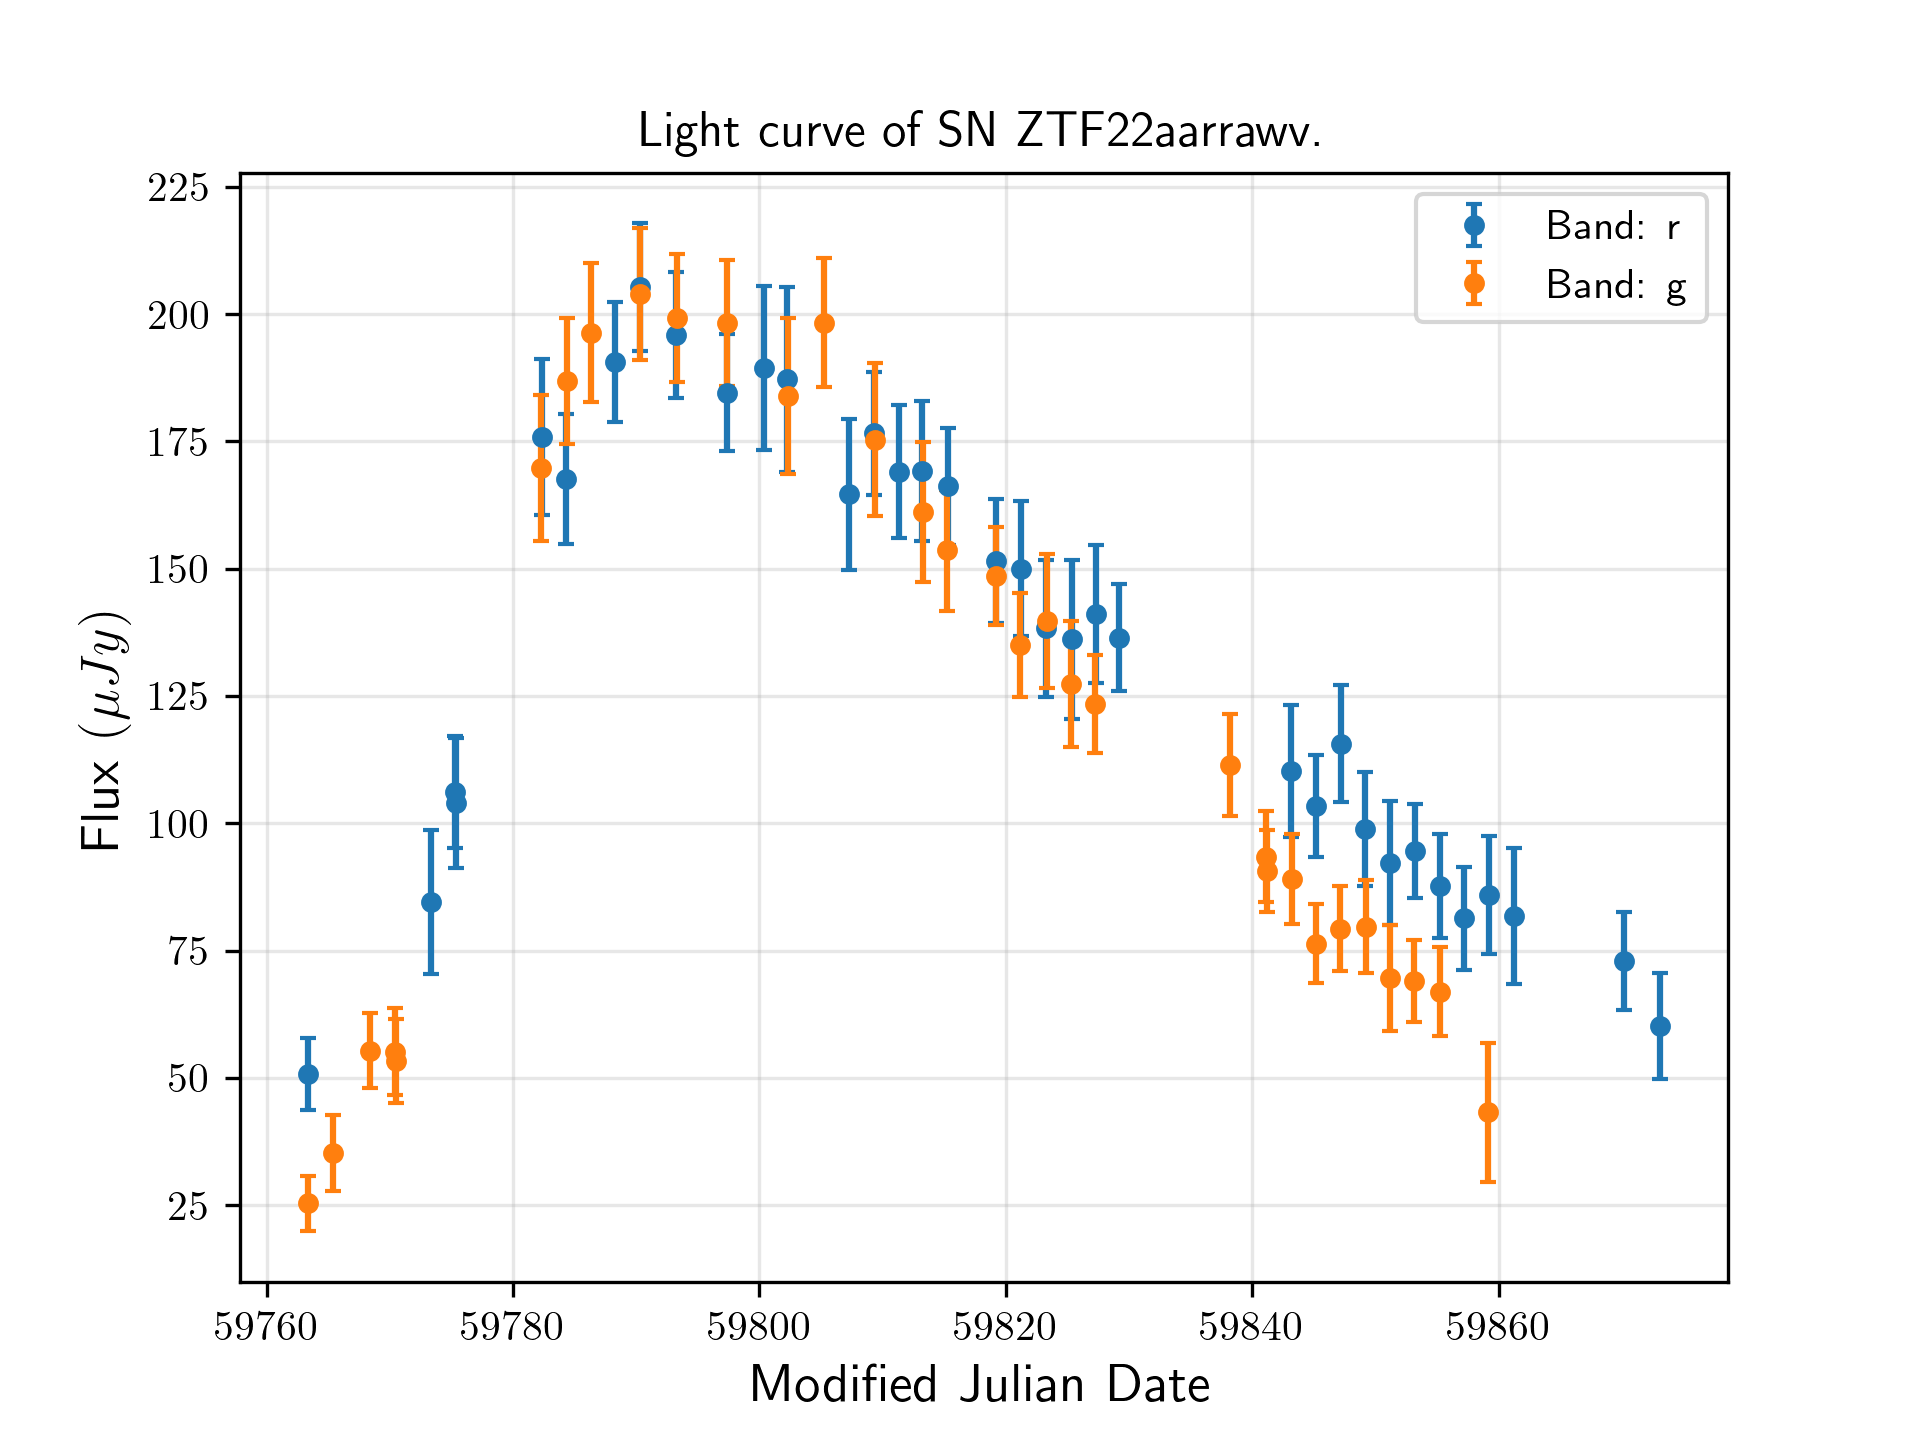 Light curve of SN ZTF22aarrawv.
225
200
175
150
125
100
75
50
25
Flux (μJy)
Band: r
Band: g
59760 59780 59800 59820 59840 59860
Modified Julian Date